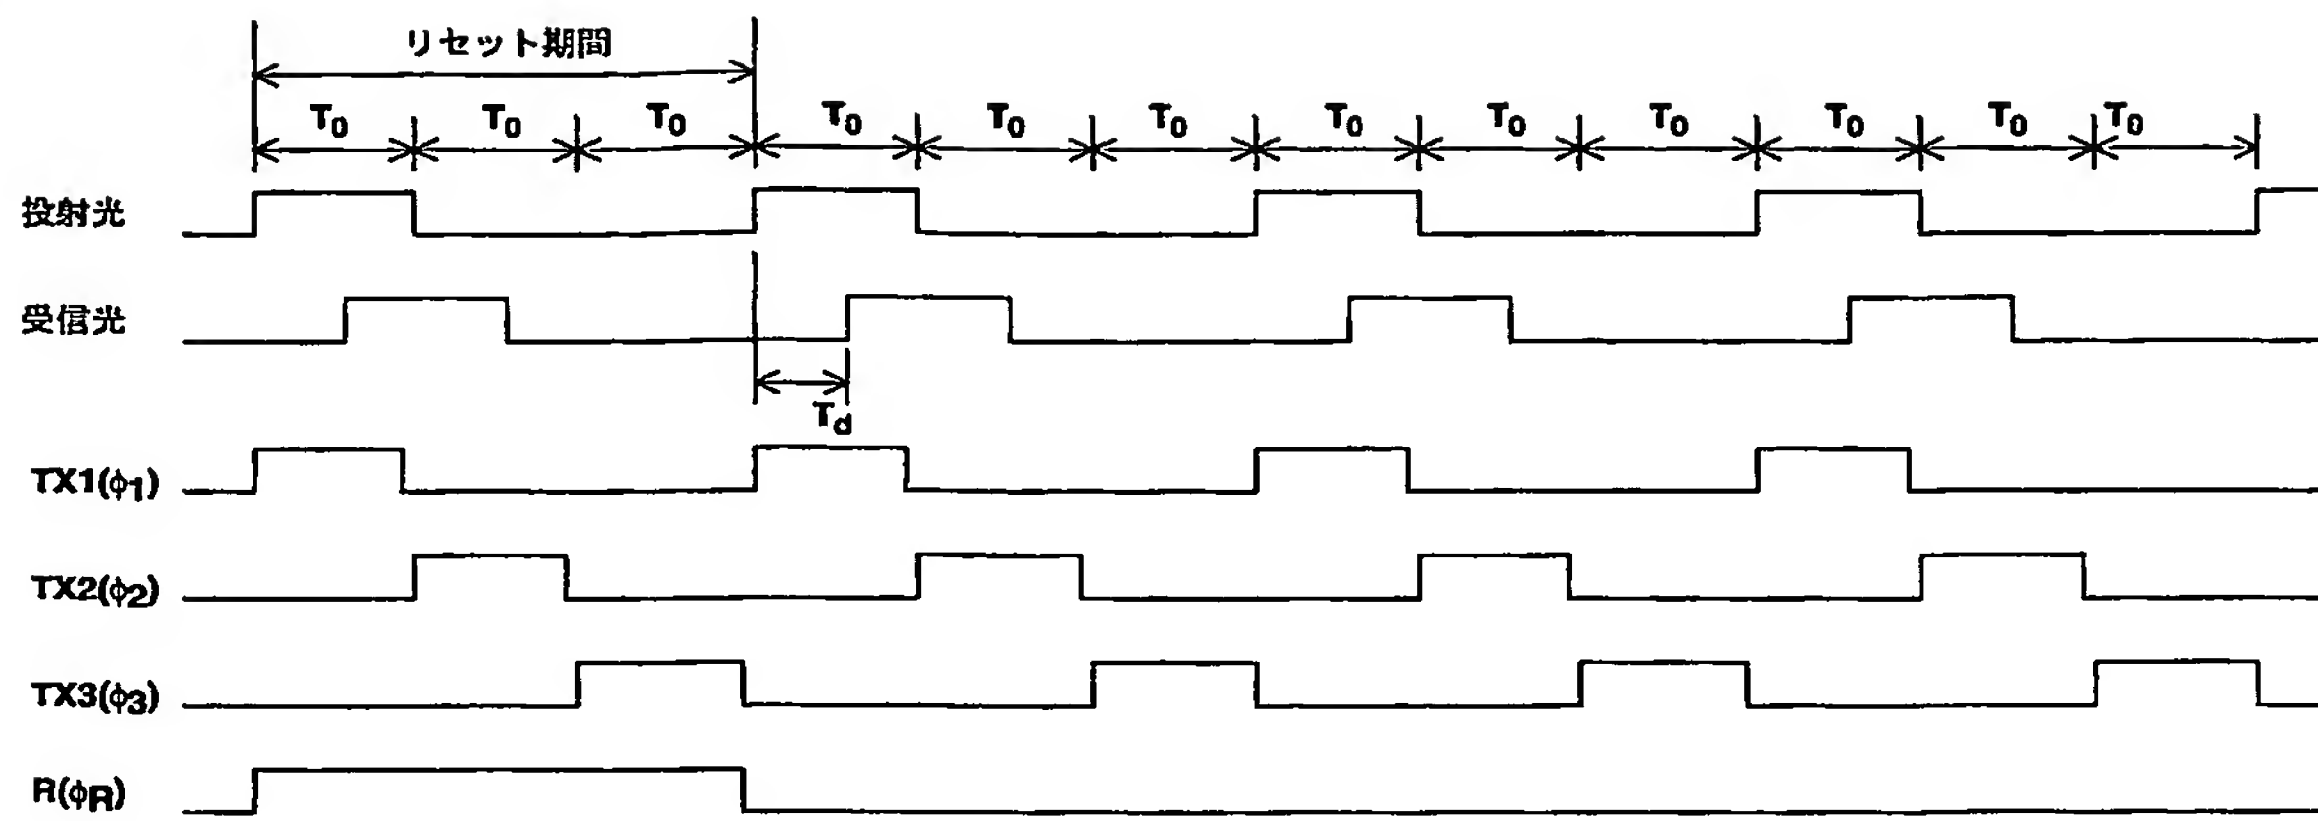 リセット期間
T0 T0 T0 T0 T0 T0 T0 T0 T0 T0 T0 T0
投射光
受信光
Td
TX1(ϕ1)
TX2(ϕ2)
TX3(ϕ3)
R(ϕR)